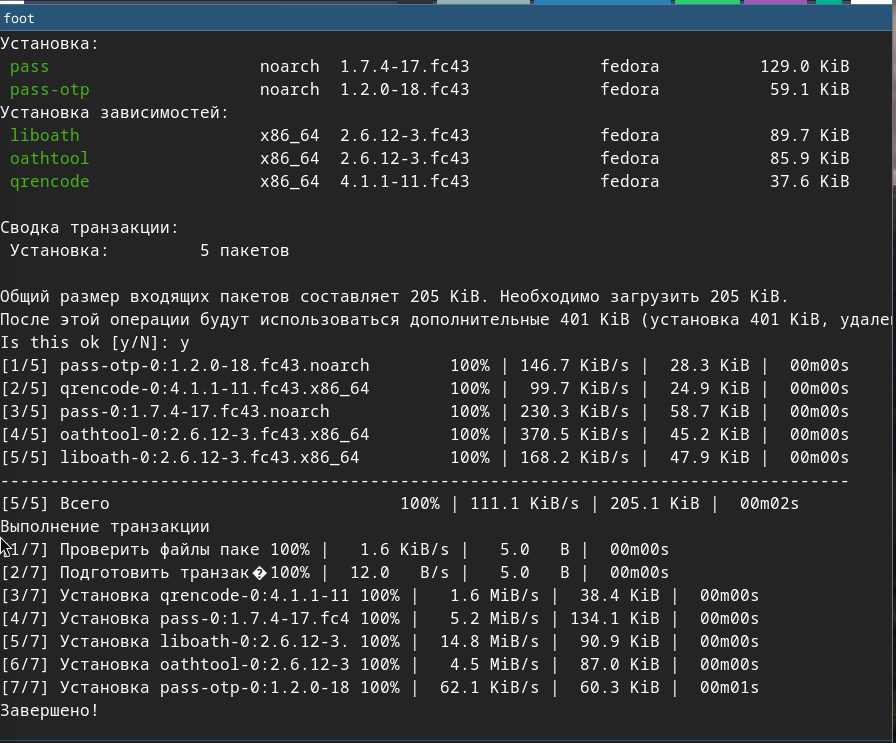 foot
Установка:
pass noarch 1.7.4-17.fc43 fedora 129.0 KiB
pass-otp noarch 1.2.0-18.fc43 fedora 59.1 KiB
Установка зависимостей:
liboath x86_64 2.6.12-3.fc43 fedora 89.7 KiB
oathtool x86_64 2.6.12-3.fc43 fedora 85.9 KiB
qrencode x86_64 4.1.1-11.fc43 fedora 37.6 KiB
Сводка транзакции:
Установка: 5 пакетов
Общий размер входящих пакетов составляет 205 KiB. Необходимо загрузить 205 KiB.
После этой операции будут использоваться дополнительные 401 KiB (установка 401 KiB, удале
Is this ok [y/N]: y
[1/5] pass-otp-0:1.2.0-18.fc43.noarch 100% | 146.7 KiB/s | 28.3 KiB | 00m00s
[2/5] qrencode-0:4.1.1-11.fc43.x86_64 100% | 99.7 KiB/s | 24.9 KiB | 00m00s
[3/5] pass-0:1.7.4-17.fc43.noarch 100% | 230.3 KiB/s | 58.7 KiB | 00m00s
[4/5] oathtool-0:2.6.12-3.fc43.x86_64 100% | 370.5 KiB/s | 45.2 KiB | 00m00s
[5/5] liboath-0:2.6.12-3.fc43.x86_64 100% | 168.2 KiB/s | 47.9 KiB | 00m00s
-------------------------------------------------------------------------------------
[5/5] Всего 100% | 111.1 KiB/s | 205.1 KiB | 00m02s
Выполнение транзакции
[1/7] Проверить файлы паке 100% | 1.6 KiB/s | 5.0 B | 00m00s
[2/7] Подготовить транзак�100% | 12.0 B/s | 5.0 B | 00m00s
[3/7] Установка qrencode-0:4.1.1-11 100% | 1.6 MiB/s | 38.4 KiB | 00m00s
[4/7] Установка pass-0:1.7.4-17.fc4 100% | 5.2 MiB/s | 134.1 KiB | 00m00s
[5/7] Установка liboath-0:2.6.12-3. 100% | 14.8 MiB/s | 90.9 KiB | 00m00s
[6/7] Установка oathtool-0:2.6.12-3 100% | 4.5 MiB/s | 87.0 KiB | 00m00s
[7/7] Установка pass-otp-0:1.2.0-18 100% | 62.1 KiB/s | 60.3 KiB | 00m01s
Завершено!